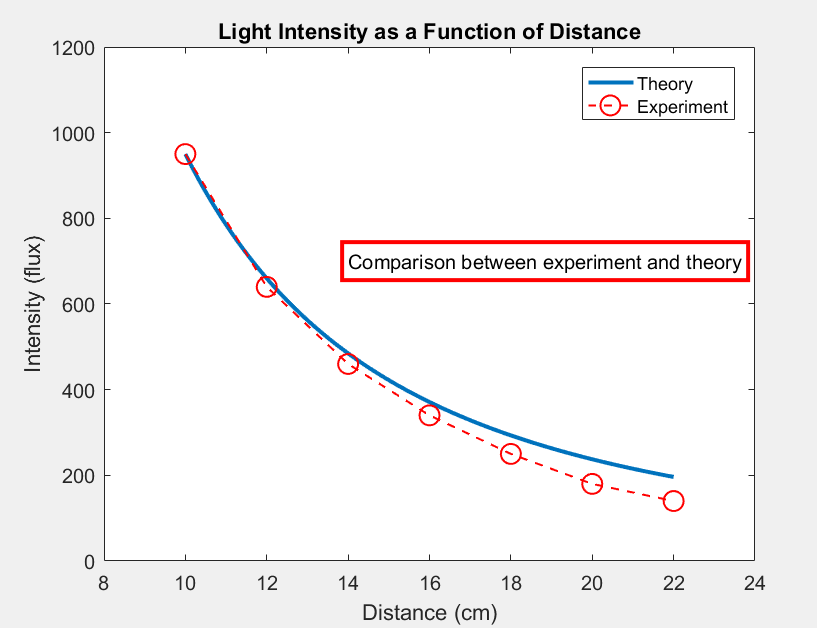 Light Intensity as a Function of Distance
1200
1000
800
600
400
200
0
Intensity (flux)
Theory
Experiment
Comparison between experiment and theory
8 10 12 14 16 18 20 22 24
Distance (cm)